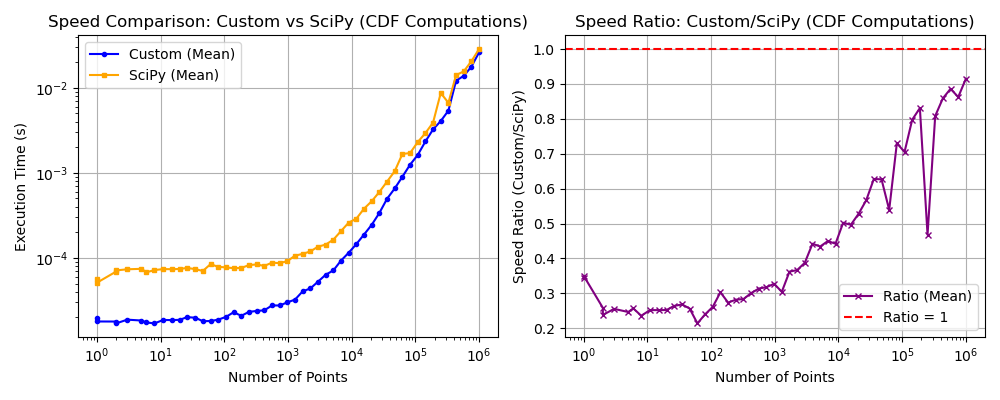 Speed Comparison: Custom vs SciPy (CDF Computations)
Custom (Mean)
SciPy (Mean)
10⁻²
10⁻³
10⁻⁴
Execution Time (s)
10⁰ 10¹ 10² 10³ 10⁴ 10⁵ 10⁶
Number of Points
Speed Ratio: Custom/SciPy (CDF Computations)
1.0
0.9
0.8
0.7
0.6
0.5
0.4
0.3
0.2
Speed Ratio (Custom/SciPy)
Ratio (Mean)
Ratio = 1
10⁰ 10¹ 10² 10³ 10⁴ 10⁵ 10⁶
Number of Points